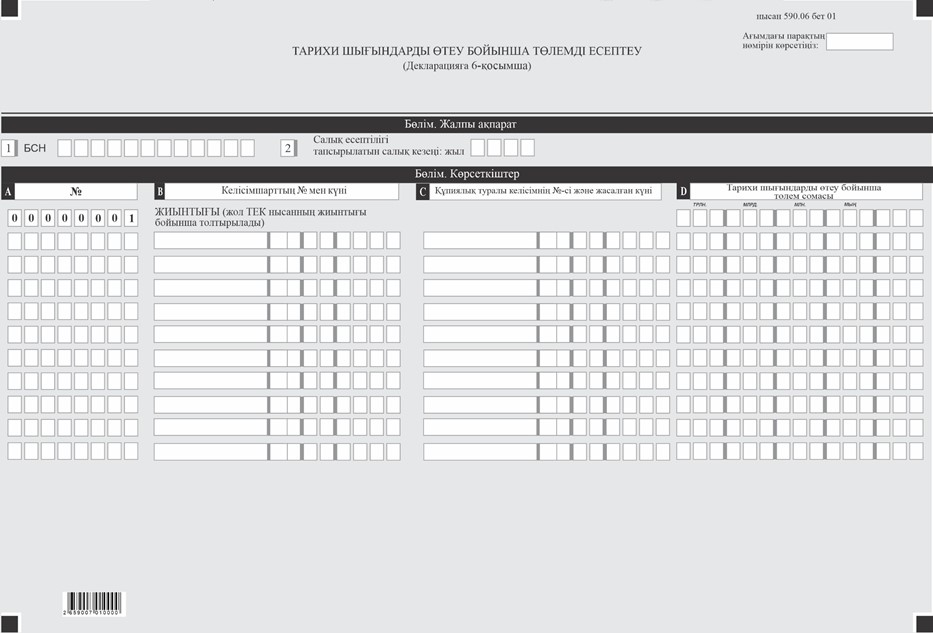 нысан 590.06 бет 01
Ағымдағы парақтың
нөмірін көрсетіңіз:
ТАРИХИ ШЫҒЫНДАРДЫ ӨТЕУ БОЙЫНША ТӨЛЕМДІ ЕСЕПТЕУ
(Декларацияға 6-қосымша)
Бөлім. Жалпы ақпарат
1 БСН 2 Салық есептілігі
тапсырылатын салық кезеңі: жыл
Бөлім. Көрсеткіштер
A № B Келісімшарттың № мен күні C Құпиялық туралы келісімнің №-сі және жасалған күні D Тарихи шығындарды өтеу бойынша
төлем сомасы
трлн. млрд. млн. мың
0 0 0 0 0 0 0 1 ЖИЫНТЫҒЫ (жол ТЕК нысанның жиынтығы
бойынша толтырылады)
2 639007 010000